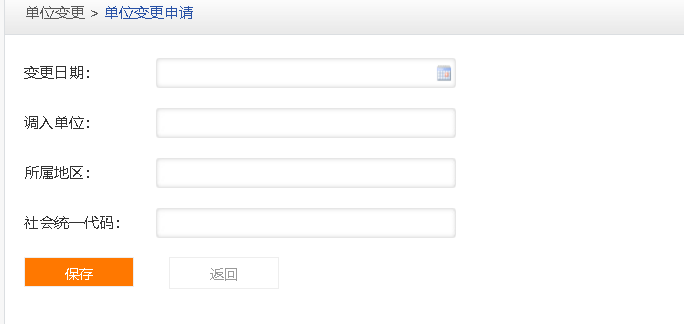 单位变更 > 单位变更申请
变更日期：
调入单位：
所属地区：
社会统一代码：
保存 返回